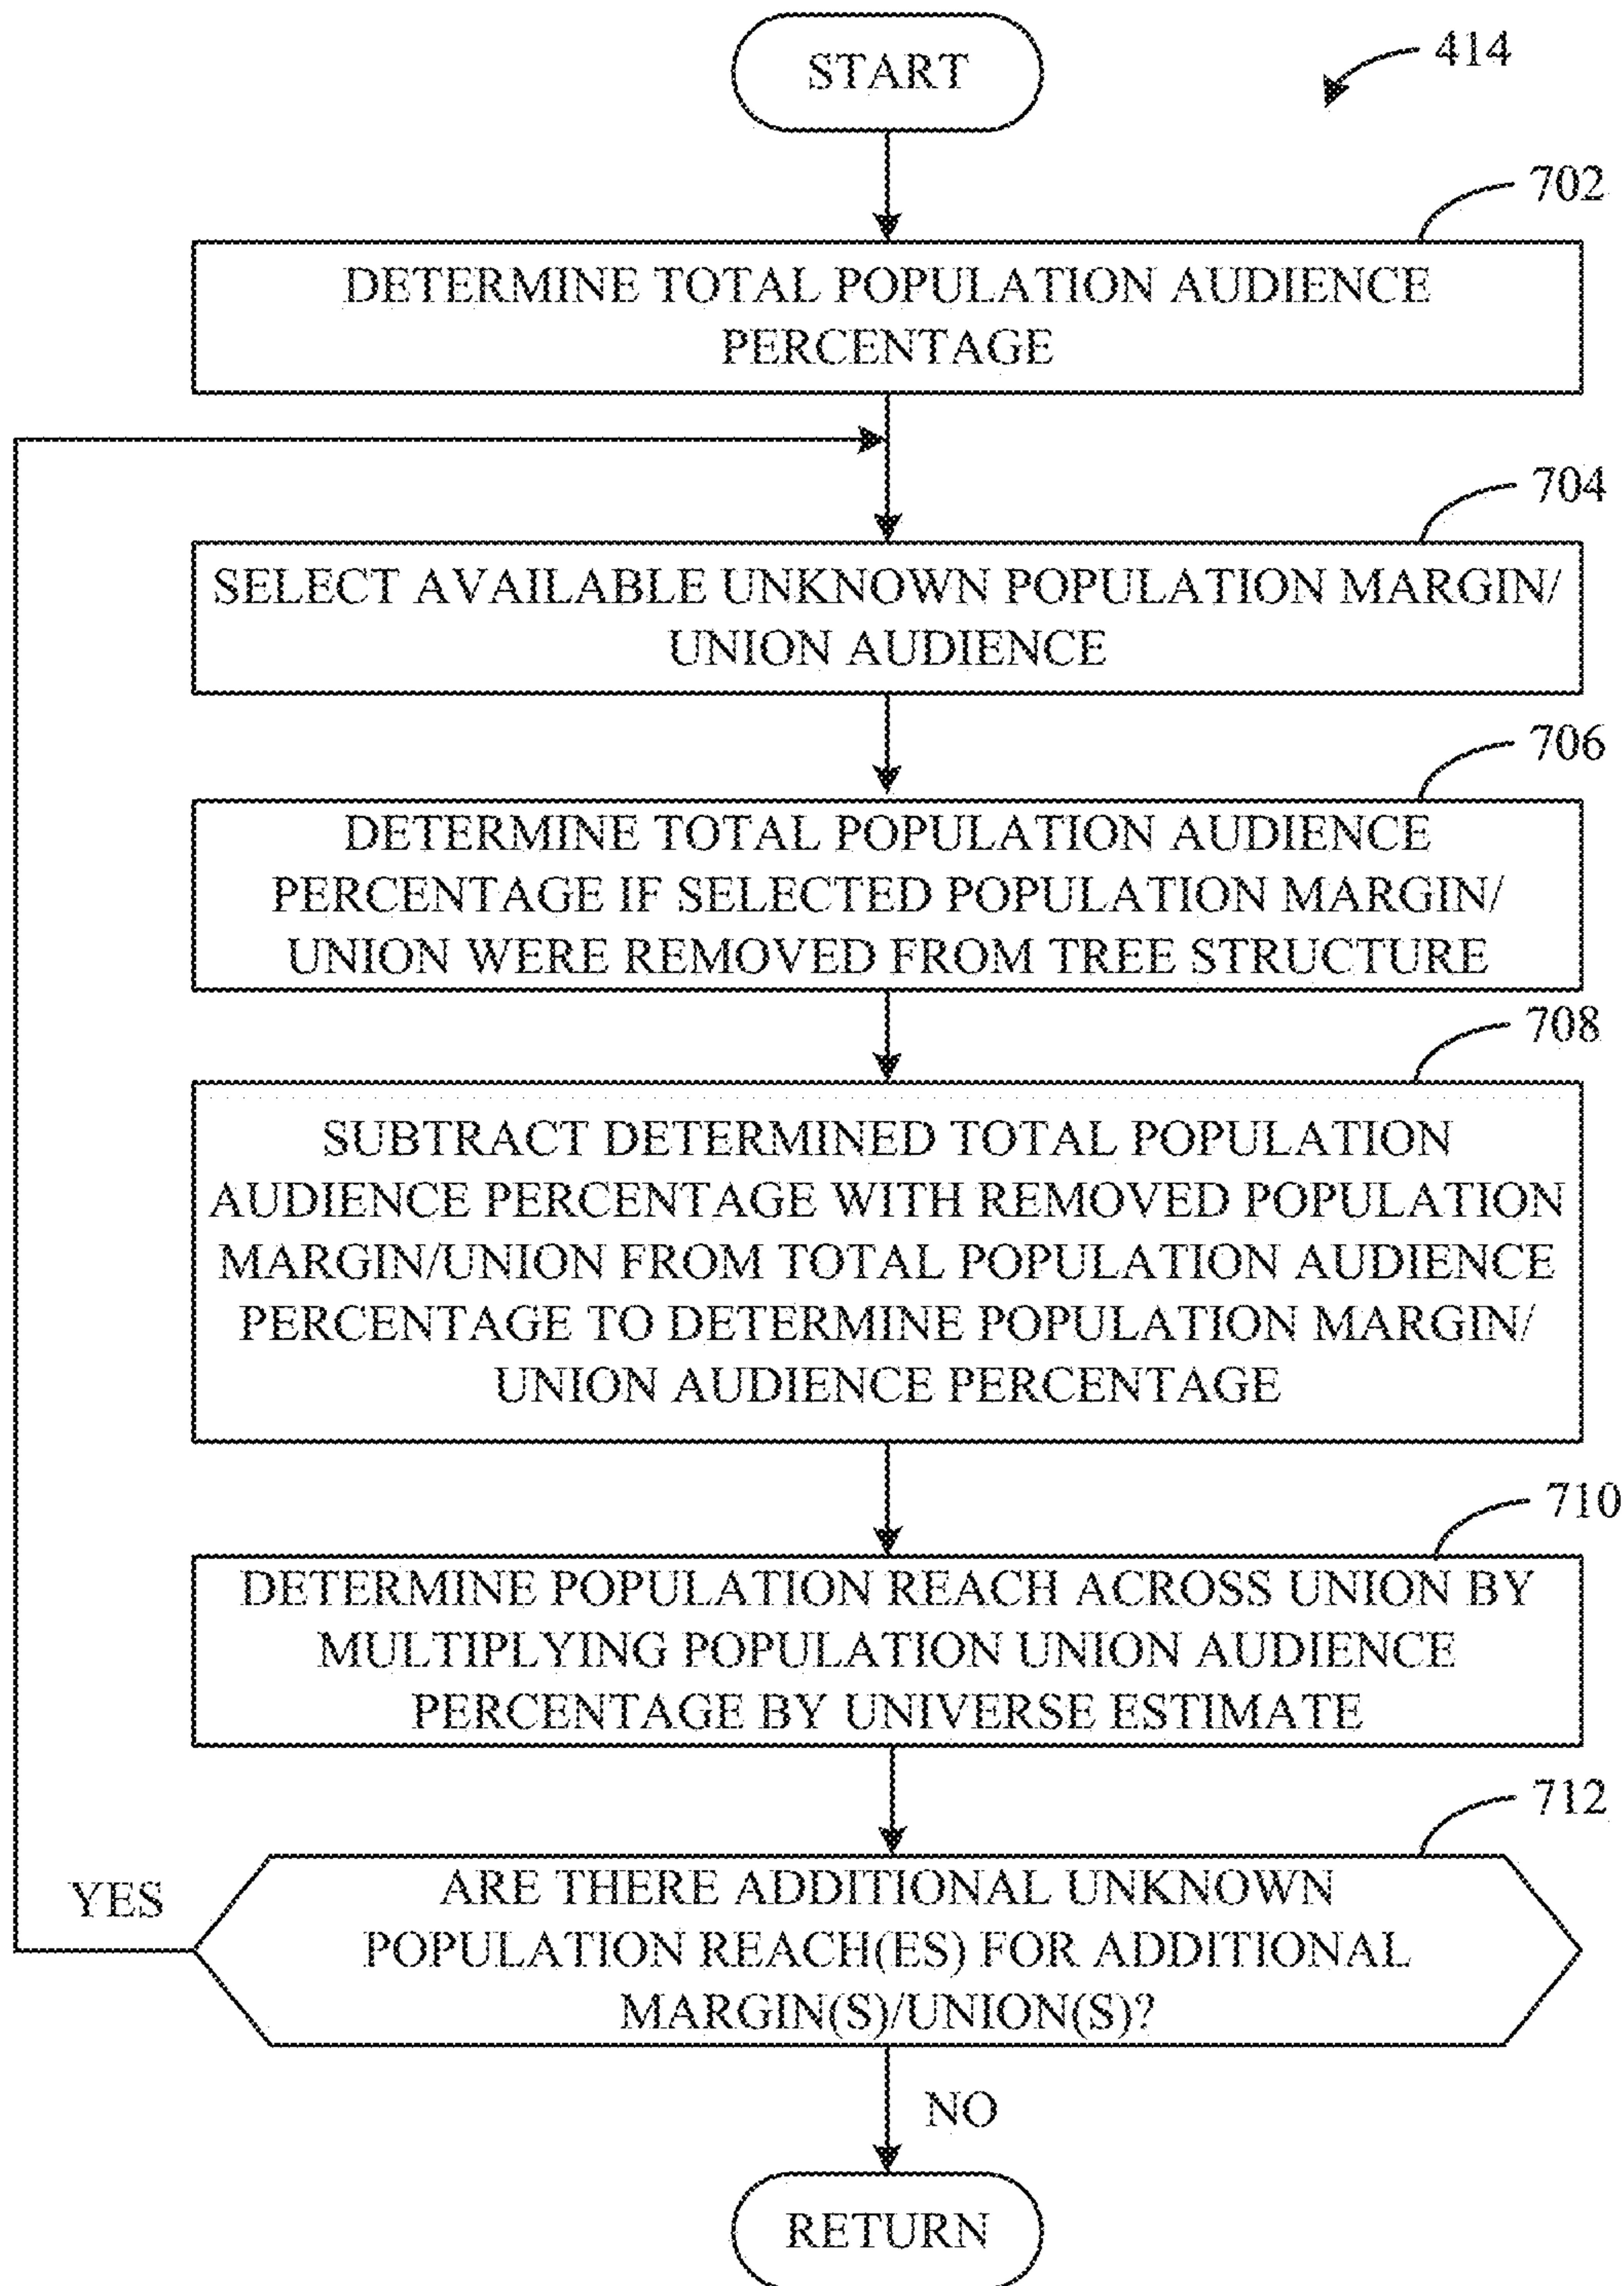 START
414
702
DETERMINE TOTAL POPULATION AUDIENCE
PERCENTAGE
704
SELECT AVAILABLE UNKNOWN POPULATION MARGIN/
UNION AUDIENCE
706
DETERMINE TOTAL POPULATION AUDIENCE
PERCENTAGE IF SELECTED POPULATION MARGIN/
UNION WERE REMOVED FROM TREE STRUCTURE
708
SUBTRACT DETERMINED TOTAL POPULATION
AUDIENCE PERCENTAGE WITH REMOVED POPULATION
MARGIN/UNION FROM TOTAL POPULATION AUDIENCE
PERCENTAGE TO DETERMINE POPULATION MARGIN/
UNION AUDIENCE PERCENTAGE
710
DETERMINE POPULATION REACH ACROSS UNION BY
MULTIPLYING POPULATION UNION AUDIENCE
PERCENTAGE BY UNIVERSE ESTIMATE
712
YES
ARE THERE ADDITIONAL UNKNOWN
POPULATION REACH(ES) FOR ADDITIONAL
MARGIN(S)/UNION(S)?
NO
RETURN